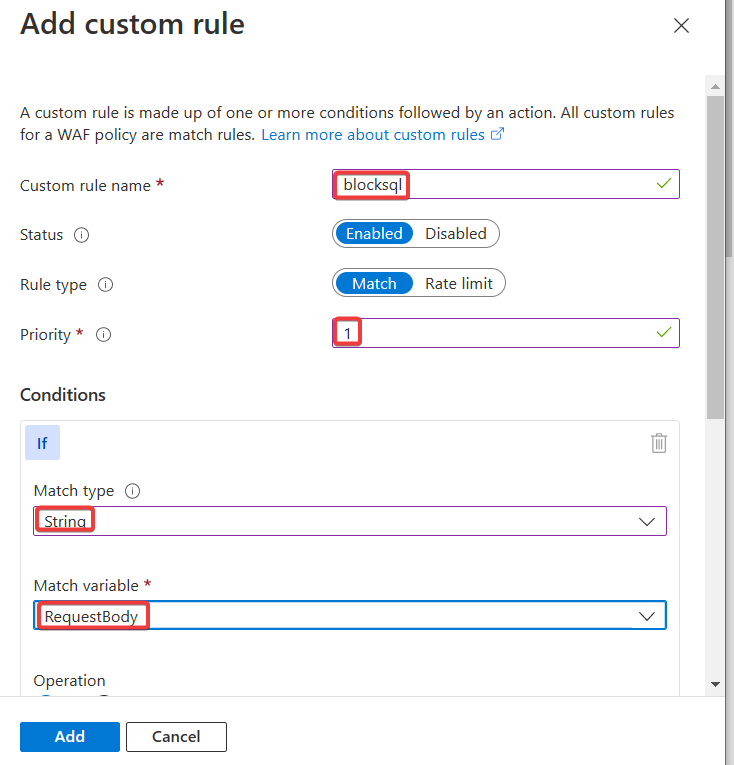 Add custom rule
A custom rule is made up of one or more conditions followed by an action. All custom rules
for a WAF policy are match rules. Learn more about custom rules
Custom rule name *
blocksql
Status
Enabled Disabled
Rule type
Match Rate limit
Priority *
1
Conditions
If
Match type
String
Match variable *
RequestBody
Operation
Add Cancel